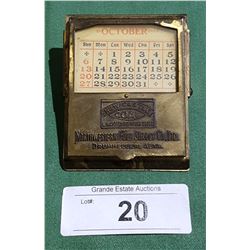 OCTOBER
Sun Mon Tue Wed Thu Fri Sat
1 2 3 4 5
6 7 8 9 10 11 12
13 14 15 16 17 18 19
20 21 22 23 24 25 26
27 28 29 30 31
DRUMHELLER, ALTA.
Grande Estate Auctions
Lot#:
20